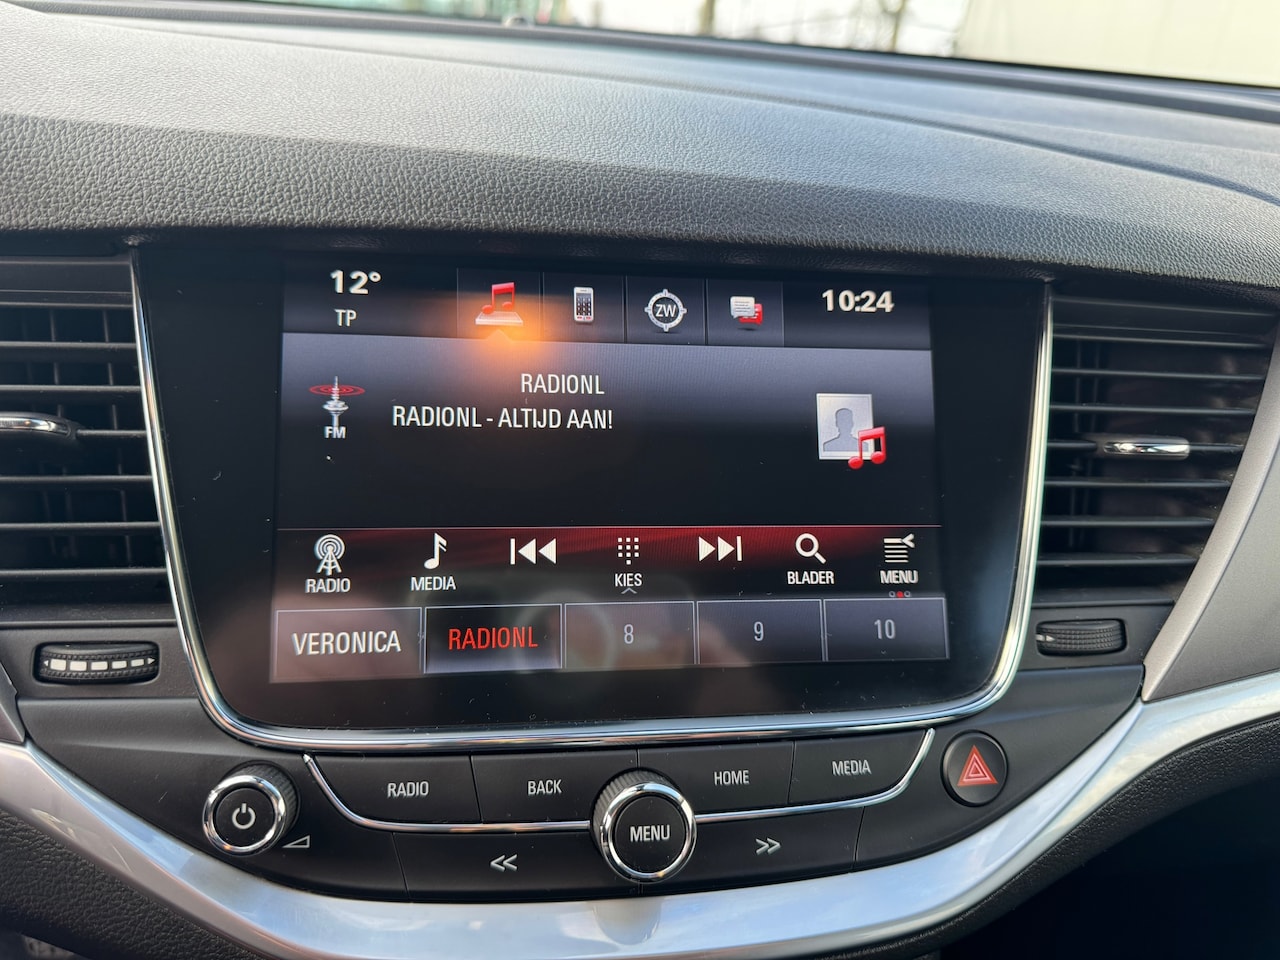 12°
TP
ZW
10:24
RADIONL
RADIONL - ALTIJD AAN!
FM
RADIO
MEDIA
KIES
BLADER
MENU
VERONICA
RADIONL
8
9
10
RADIO
BACK
HOME
MEDIA
MENU